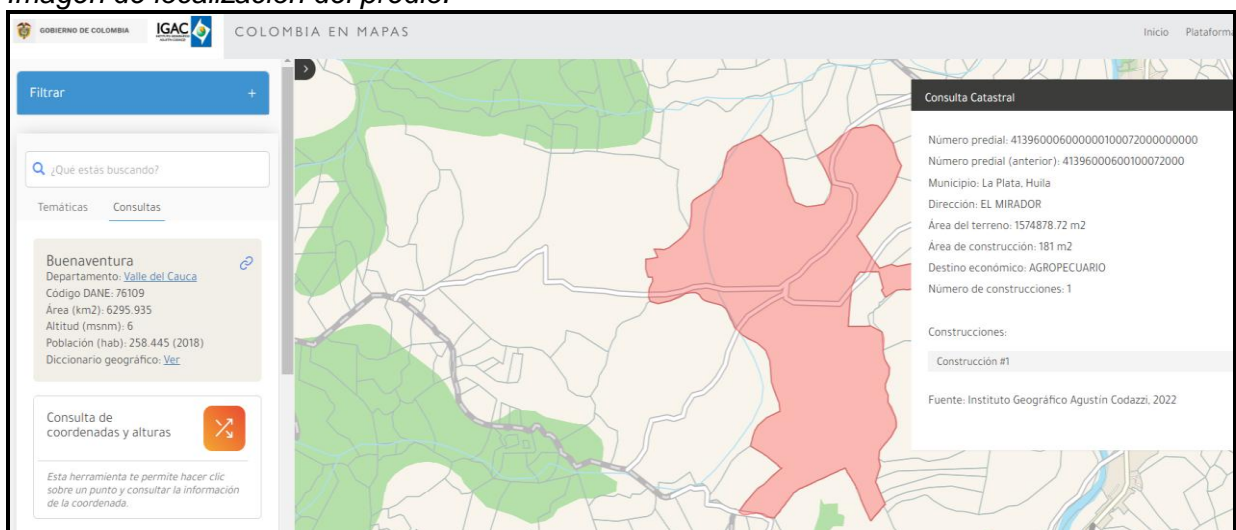 Imagen de localización del predio.
GOBIERNO DE COLOMBIA
IGAC
COLOMBIA EN MAPAS
Inicio Plataforma
Filtrar +
¿Qué estás buscando?
Temáticas Consultas
Buenaventura
Departamento: Valle del Cauca
Código DANE: 76109
Área (km2): 6295.935
Altitud (msnm): 6
Población (hab): 258.445 (2018)
Diccionario geográfico: Ver
Consulta de
coordenadas y alturas
Esta herramienta te permite hacer clic
sobre un punto y consultar la información
de la coordenada.
Consulta Catastral
Número predial: 413960006000000010007200000000
Número predial (anterior): 41396000600100072000
Municipio: La Plata, Huila
Dirección: EL MIRADOR
Área del terreno: 1574878.72 m2
Área de construcción: 181 m2
Destino económico: AGROPECUARIO
Número de construcciones: 1
Construcciones:
Construcción #1
Fuente: Instituto Geográfico Agustín Codazzi, 2022